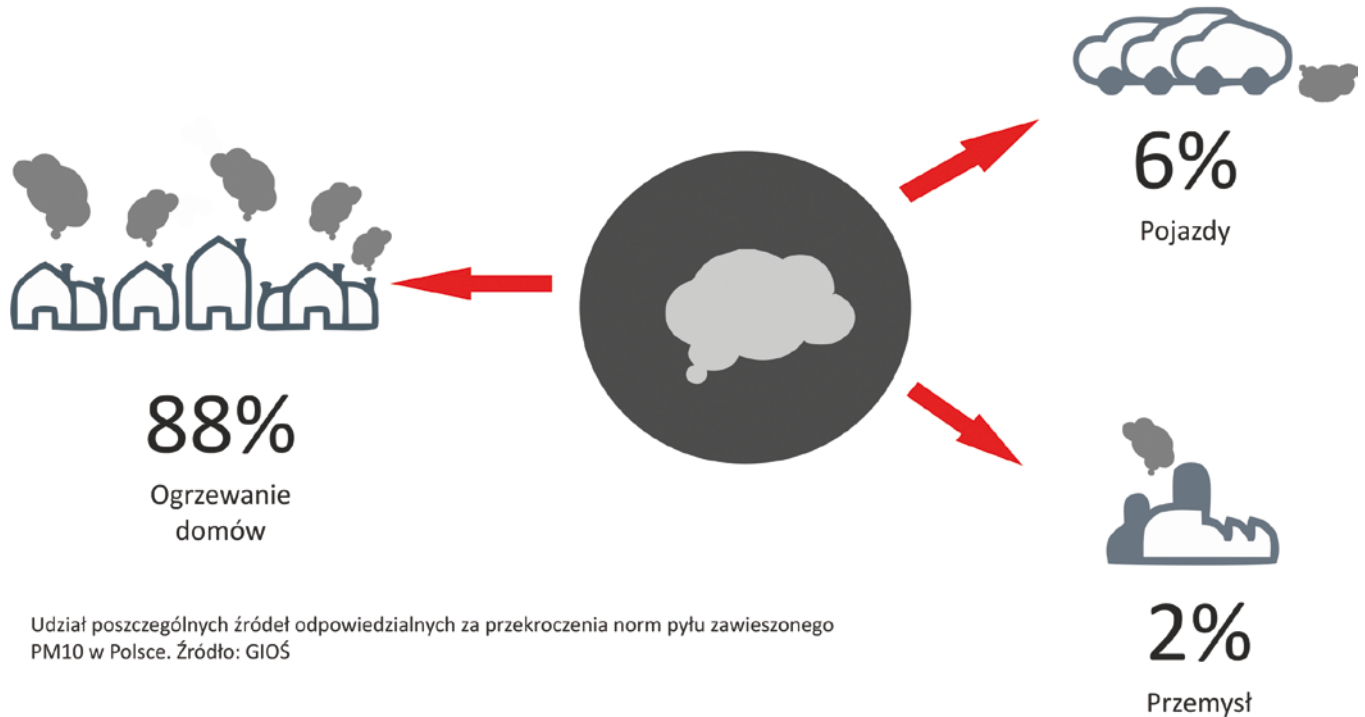 6%
Pojazdy
88%
Ogrzewanie
domów
2%
Przemysł
Udział poszczególnych źródeł odpowiedzialnych za przekroczenia norm pyłu zawieszonego
PM10 w Polsce. Źródło: GIOŚ